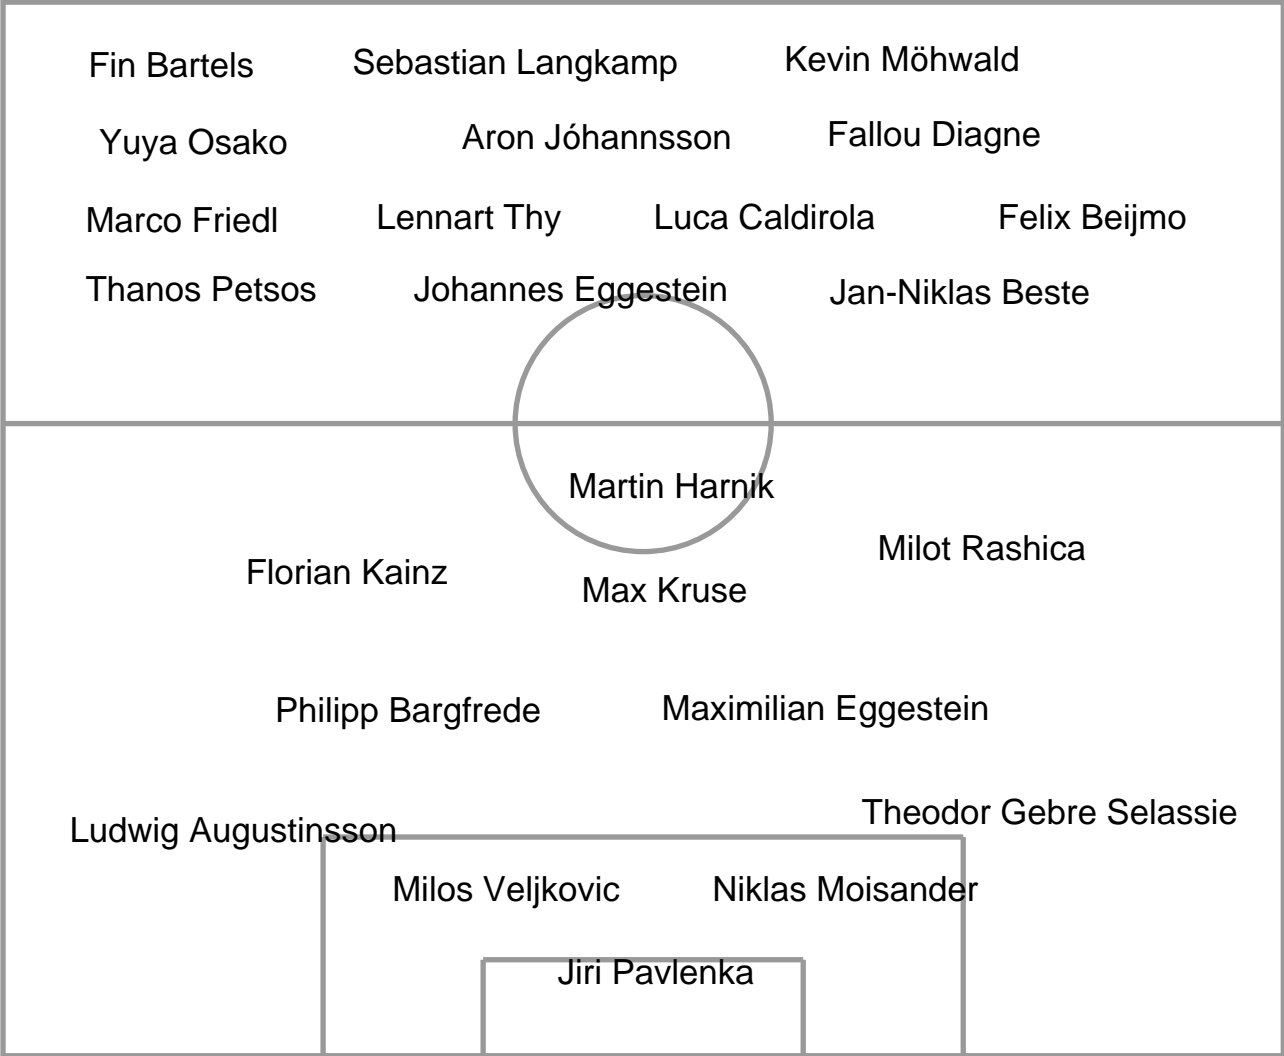 Fin Bartels Sebastian Langkamp Kevin Möhwald
Yuya Osako Aron Jóhannsson Fallou Diagne
Marco Friedl Lennart Thy Luca Caldirola Felix Beijmo
Thanos Petsos Johannes Eggestein Jan-Niklas Beste
Martin Harnik
Milot Rashica
Florian Kainz
Max Kruse
Philipp Bargfrede Maximilian Eggestein
Theodor Gebre Selassie
Ludwig Augustinsson
Milos Veljkovic Niklas Moisander
Jiri Pavlenka